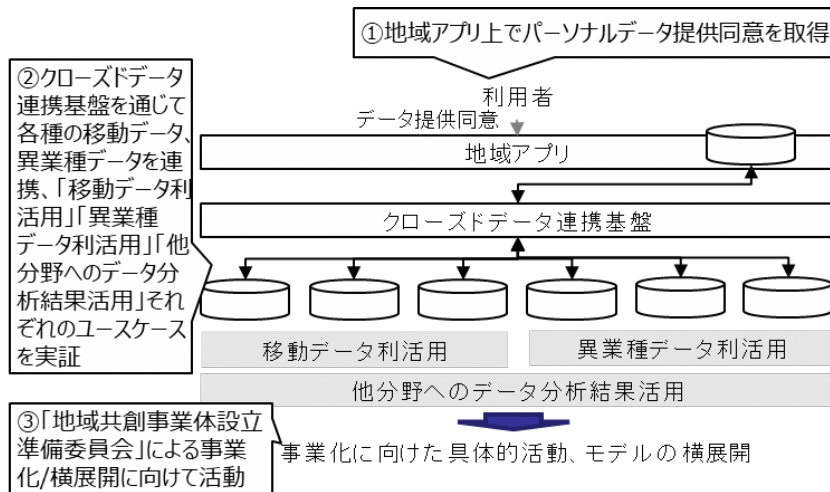 ①地域アプリ上でパーソナルデータ提供同意を取得
②クローズドデータ
連携基盤を通じて
各種の移動データ、
異業種データを連
携、「移動データ利
活用」「異業種
データ利活用」「他
分野へのデータ分
析結果活用」それ
ぞれのユースケース
を実証
利用者
データ提供同意
地域アプリ
クローズドデータ連携基盤
移動データ利活用
異業種データ利活用
他分野へのデータ分析結果活用
③「地域共創事業体設立
準備委員会」による事業
化/横展開に向けて活動
事業化に向けた具体的活動、モデルの横展開